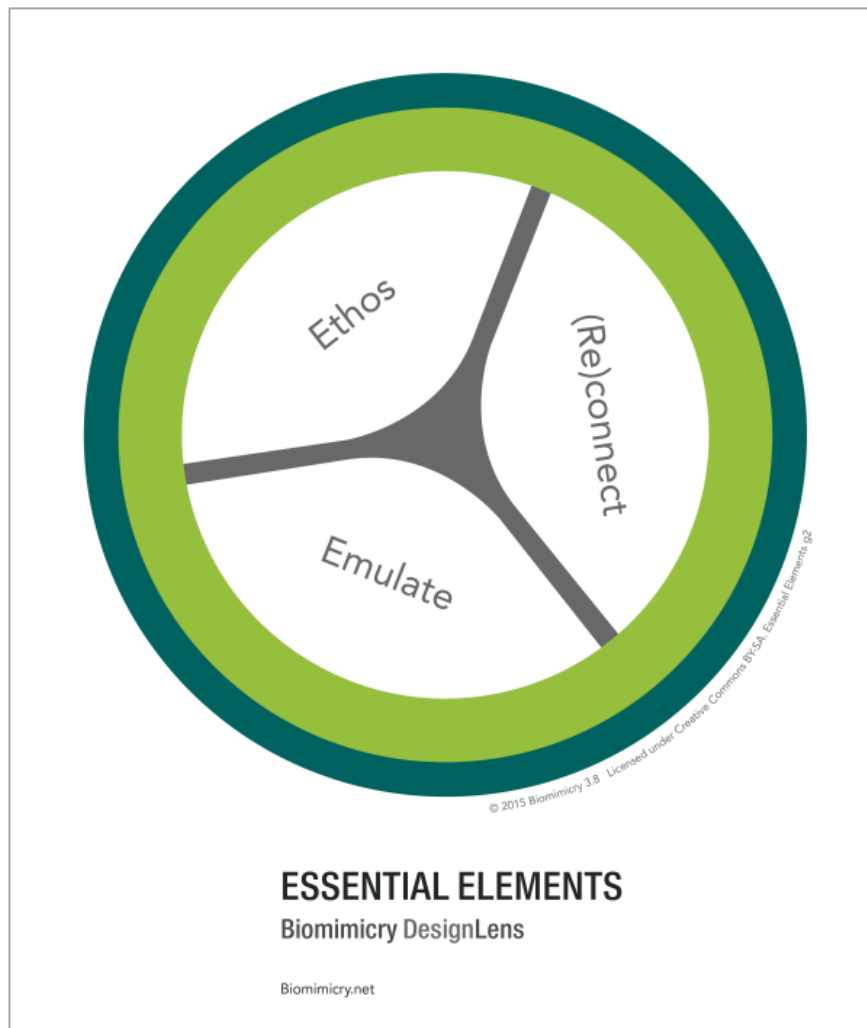 Ethos
(Re)connect
Emulate
© 2015 Biomimicry 3.8 Licensed under Creative Commons BY-SA. Essential Elements g2
ESSENTIAL ELEMENTS
Biomimicry DesignLens
Biomimicry.net